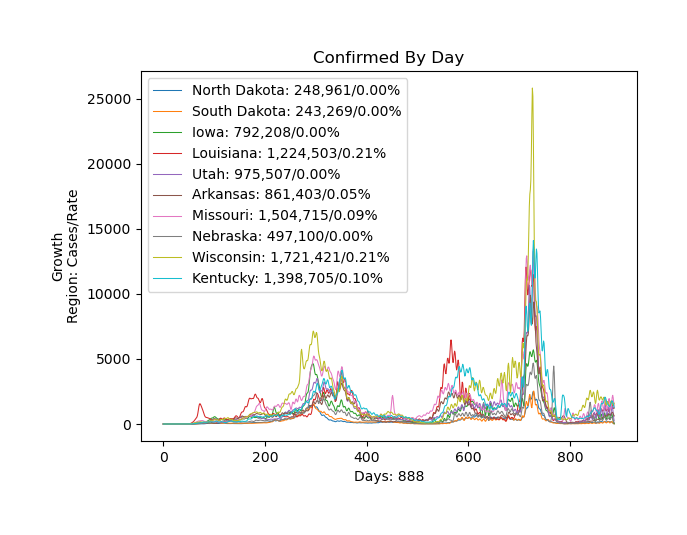 Confirmed By Day
North Dakota: 248,961/0.00%
South Dakota: 243,269/0.00%
Iowa: 792,208/0.00%
Louisiana: 1,224,503/0.21%
Utah: 975,507/0.00%
Arkansas: 861,403/0.05%
Missouri: 1,504,715/0.09%
Nebraska: 497,100/0.00%
Wisconsin: 1,721,421/0.21%
Kentucky: 1,398,705/0.10%
25000
20000
15000
10000
5000
0
Growth
Region: Cases/Rate
0 200 400 600 800
Days: 888